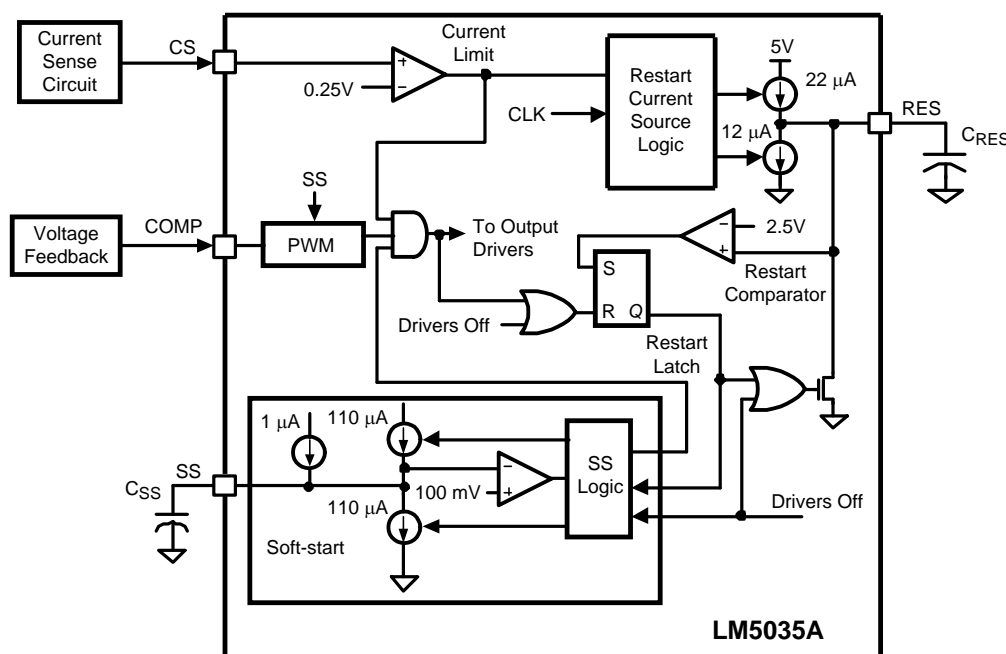 Current
Sense
Circuit
CS
0.25V
Current
Limit
CLK
Restart
Current
Source
Logic
5V
22 μA
12 μA
RES
CRES
Voltage
Feedback
COMP
SS
PWM
To Output
Drivers
2.5V
Restart
Comparator
S
R
Q
Drivers Off
Restart
Latch
1 μA
110 μA
SS
CSS
100 mV
110 μA
SS
Logic
Drivers Off
Soft-start
LM5035A